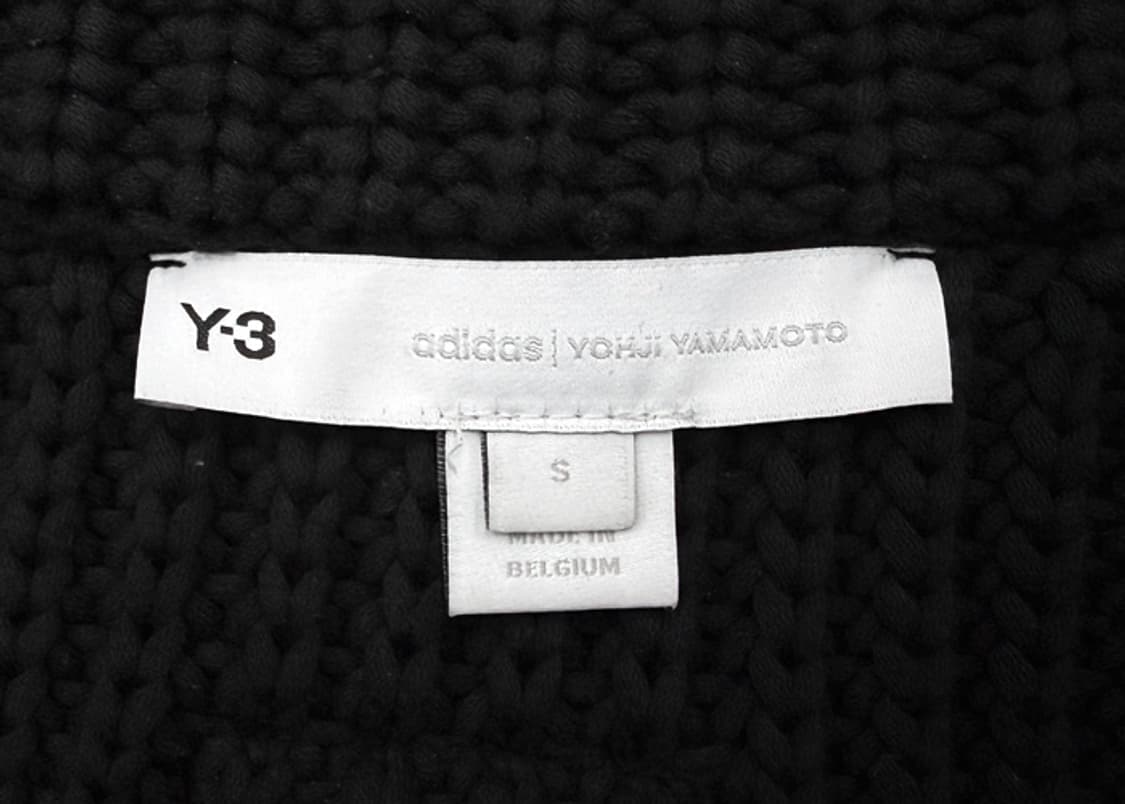 Y-3
adidas | YOHJI YAMAMOTO
S
MADE IN
BELGIUM